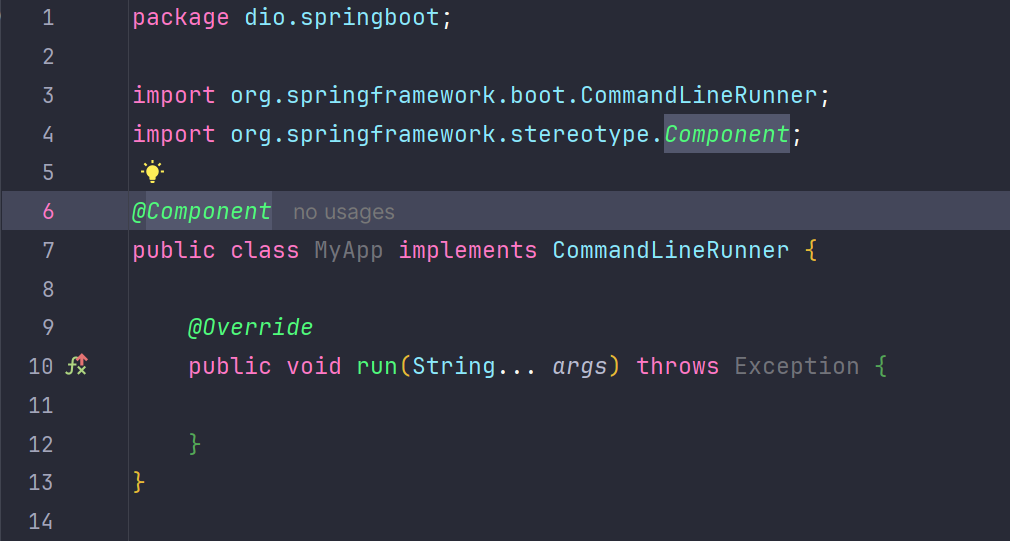 1 package dio.springboot;
2
3 import org.springframework.boot.CommandLineRunner;
4 import org.springframework.stereotype.Component;
5
6 @Component no usages
7 public class MyApp implements CommandLineRunner {
8
9 @Override
10 public void run(String... args) throws Exception {
11
12 }
13 }
14